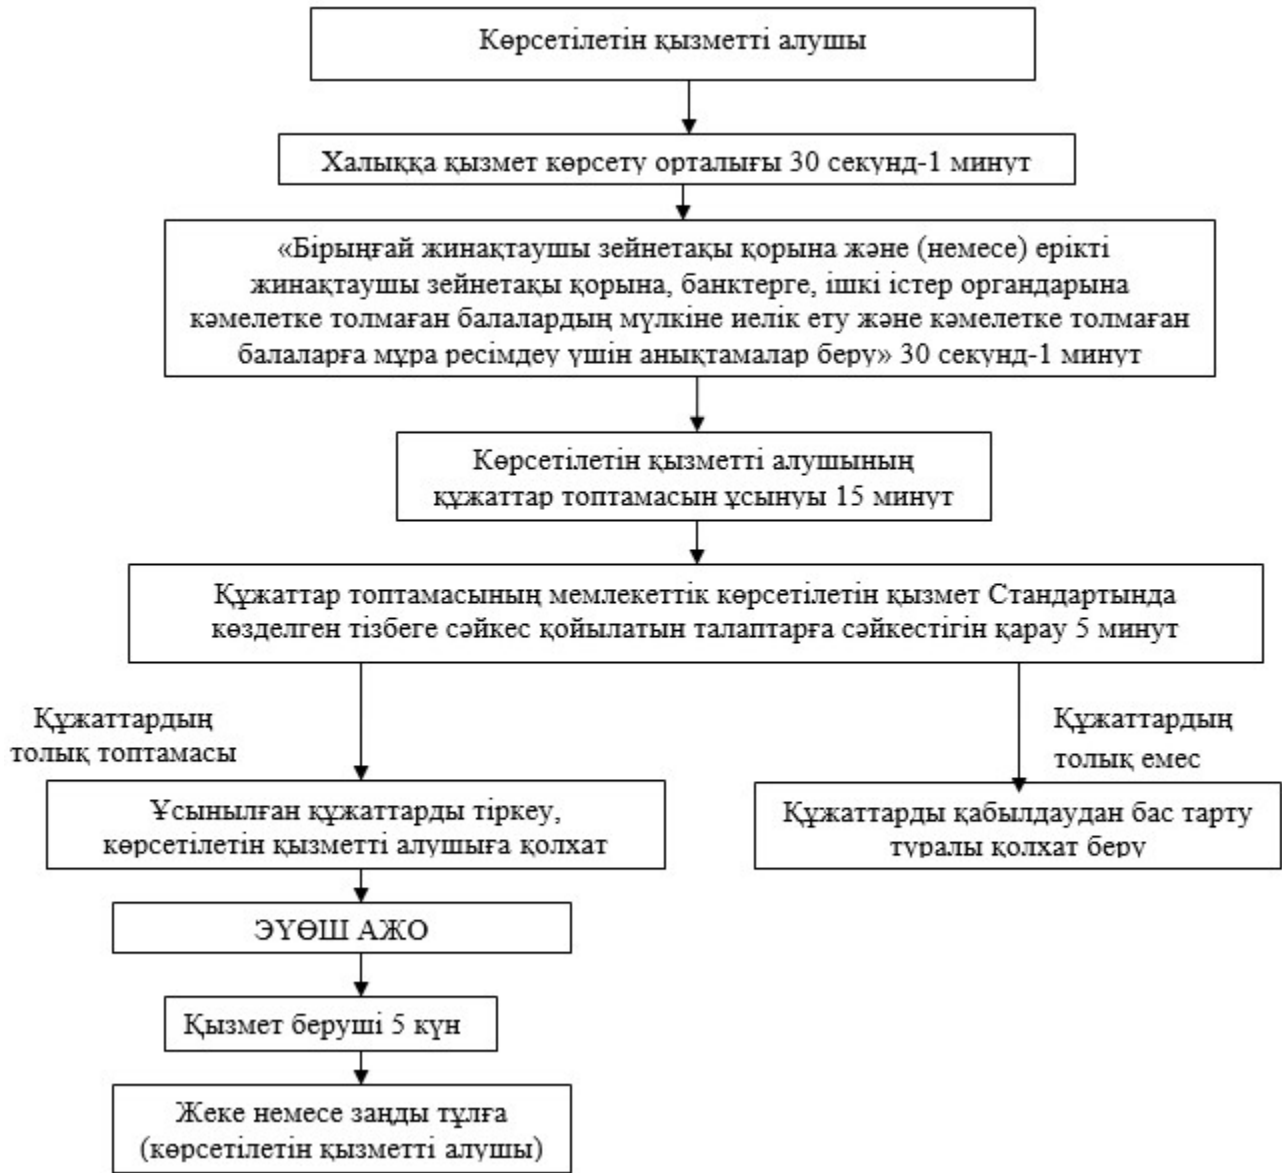 Көрсетілетін қызметті алушы
Халыққа қызмет көрсету орталығы 30 секунд-1 минут
«Бірыңғай жинақтаушы зейнетақы қорына және (немесе) ерікті
жинақтаушы зейнетақы қорына, банктерге, ішкі істер органдарына
кәмелетке толмаған балалардың мүлкіне иелік ету және кәмелетке толмаған
балаларға мұра ресімдеу үшін анықтамалар беру» 30 секунд-1 минут
Көрсетілетін қызметті алушының
құжаттар топтамасын ұсынуы 15 минут
Құжаттар топтамасының мемлекеттік көрсетілетін қызмет Стандартында
көзделген тізбеге сәйкес қойылатын талаптарға сәйкестігін қарау 5 минут
Құжаттардың
толық топтамасы
Құжаттардың
толық емес
Ұсынылған құжаттарды тіркеу,
көрсетілетін қызметті алушыға қолхат
Құжаттарды қабылдаудан бас тарту
туралы қолхат беру
ЭҮӨШ АЖО
Қызмет беруші 5 күн
Жеке немесе заңды тұлға
(көрсетілетін қызметті алушы)